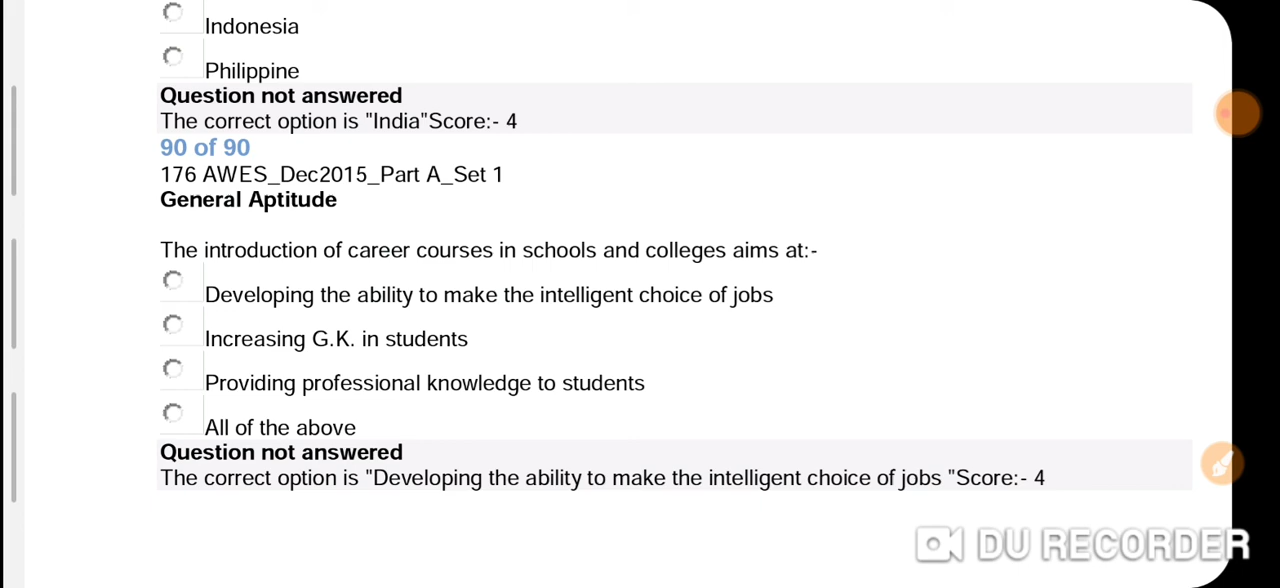 Indonesia
Philippine
Question not answered
The correct option is "India"Score:- 4
90 of 90
176 AWES_Dec2015_Part A_Set 1
General Aptitude
The introduction of career courses in schools and colleges aims at:-
Developing the ability to make the intelligent choice of jobs
Increasing G.K. in students
Providing professional knowledge to students
All of the above
Question not answered
The correct option is "Developing the ability to make the intelligent choice of jobs "Score:- 4
DU RECORDER